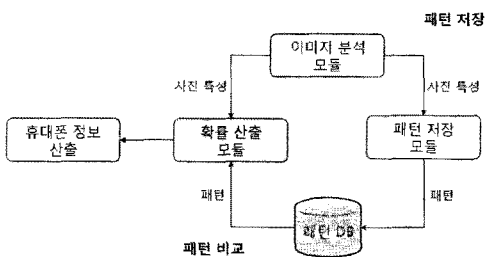 패턴 저장
이미지 분석
모듈
사진 특성
사진 특성
휴대폰 정보
산출
확률 산출
모듈
패턴 저장
모듈
패턴
패턴
패턴 DB
패턴 비교